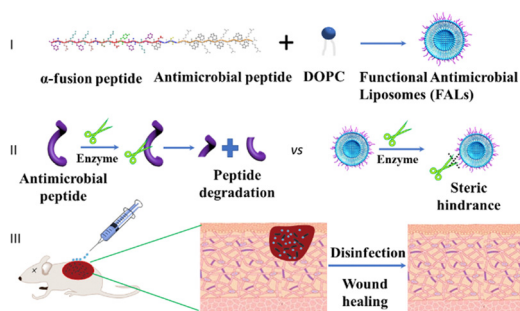 I
+
α-fusion peptide
Antimicrobial peptide
DOPC
Functional Antimicrobial
Liposomes (FALs)
II
Enzyme
Antimicrobial
peptide
Peptide
degradation
vs
Enzyme
Steric
hindrance
III
Disinfection
Wound
healing